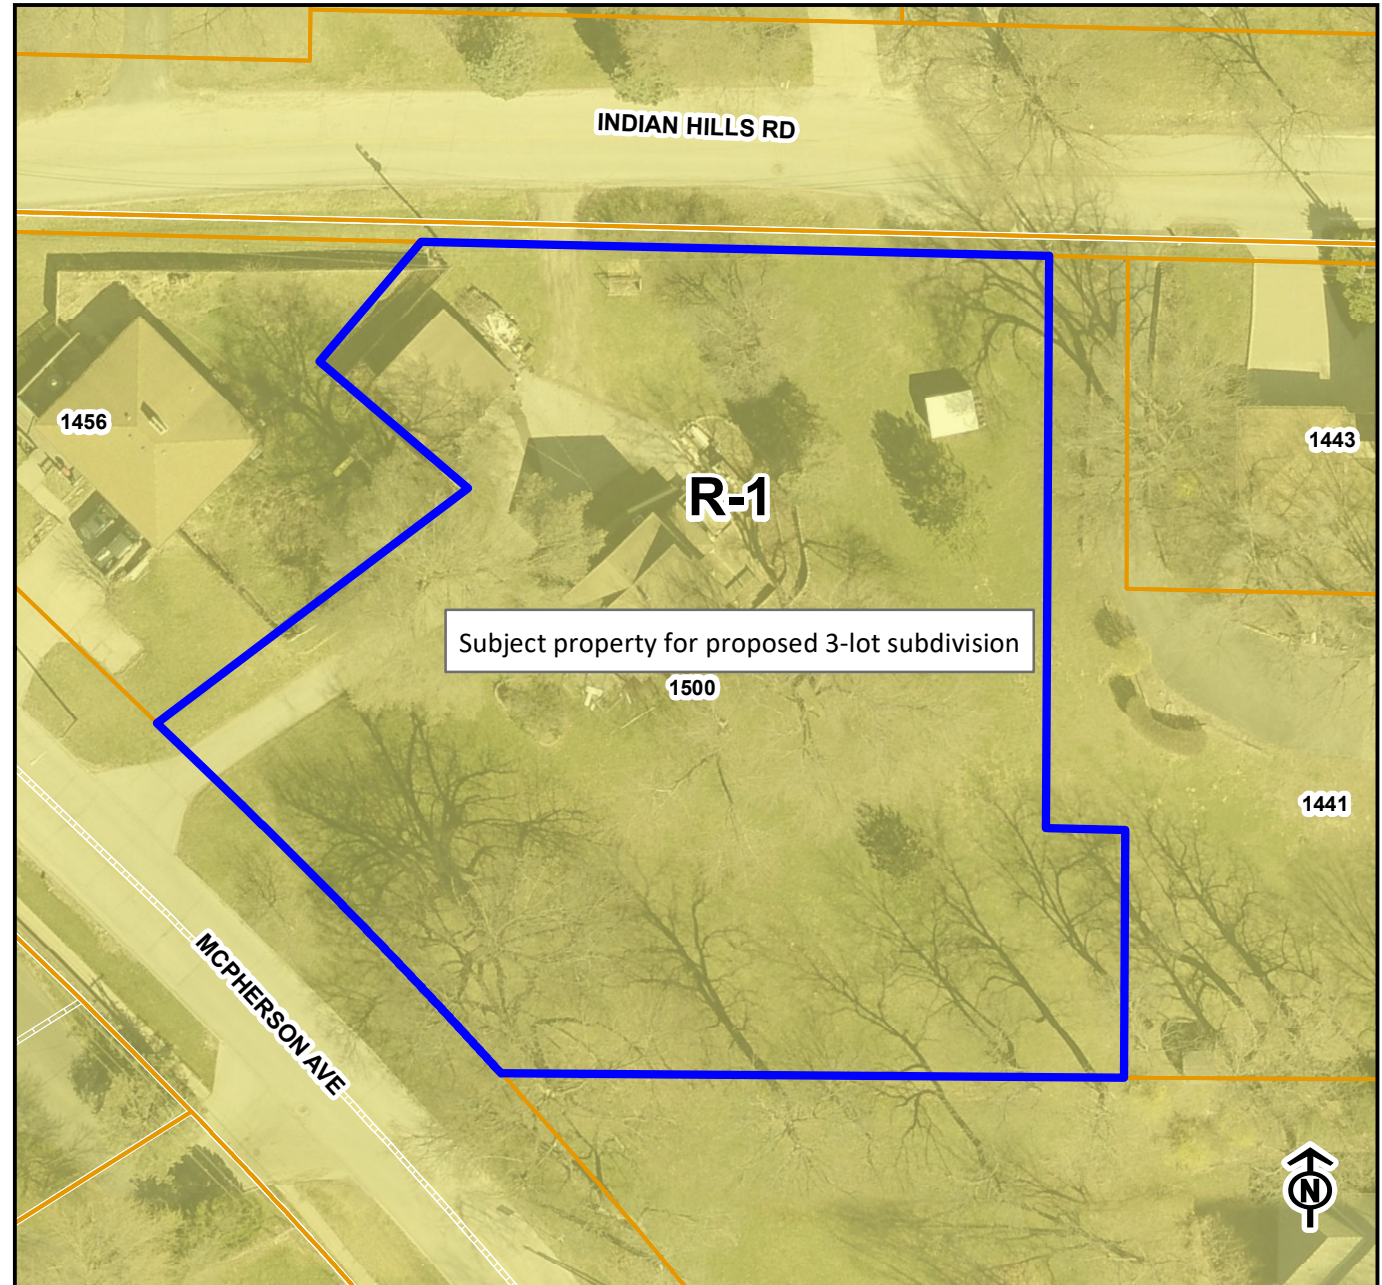 INDIAN HILLS RD
1456
1443
R-1
Subject property for proposed 3-lot subdivision
1500
1441
MCPHERSON AVE
N